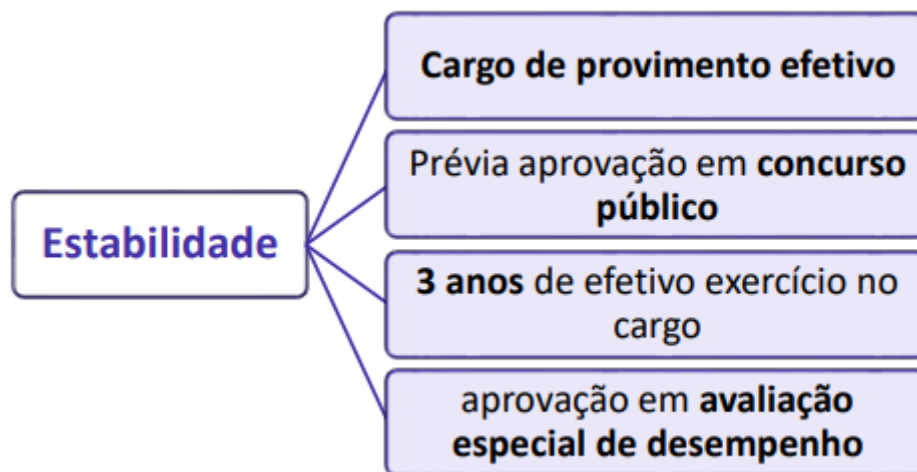 Cargo de provimento efetivo
Prévia aprovação em concurso
público
Estabilidade
3 anos de efetivo exercício no
cargo
aprovação em avaliação
especial de desempenho